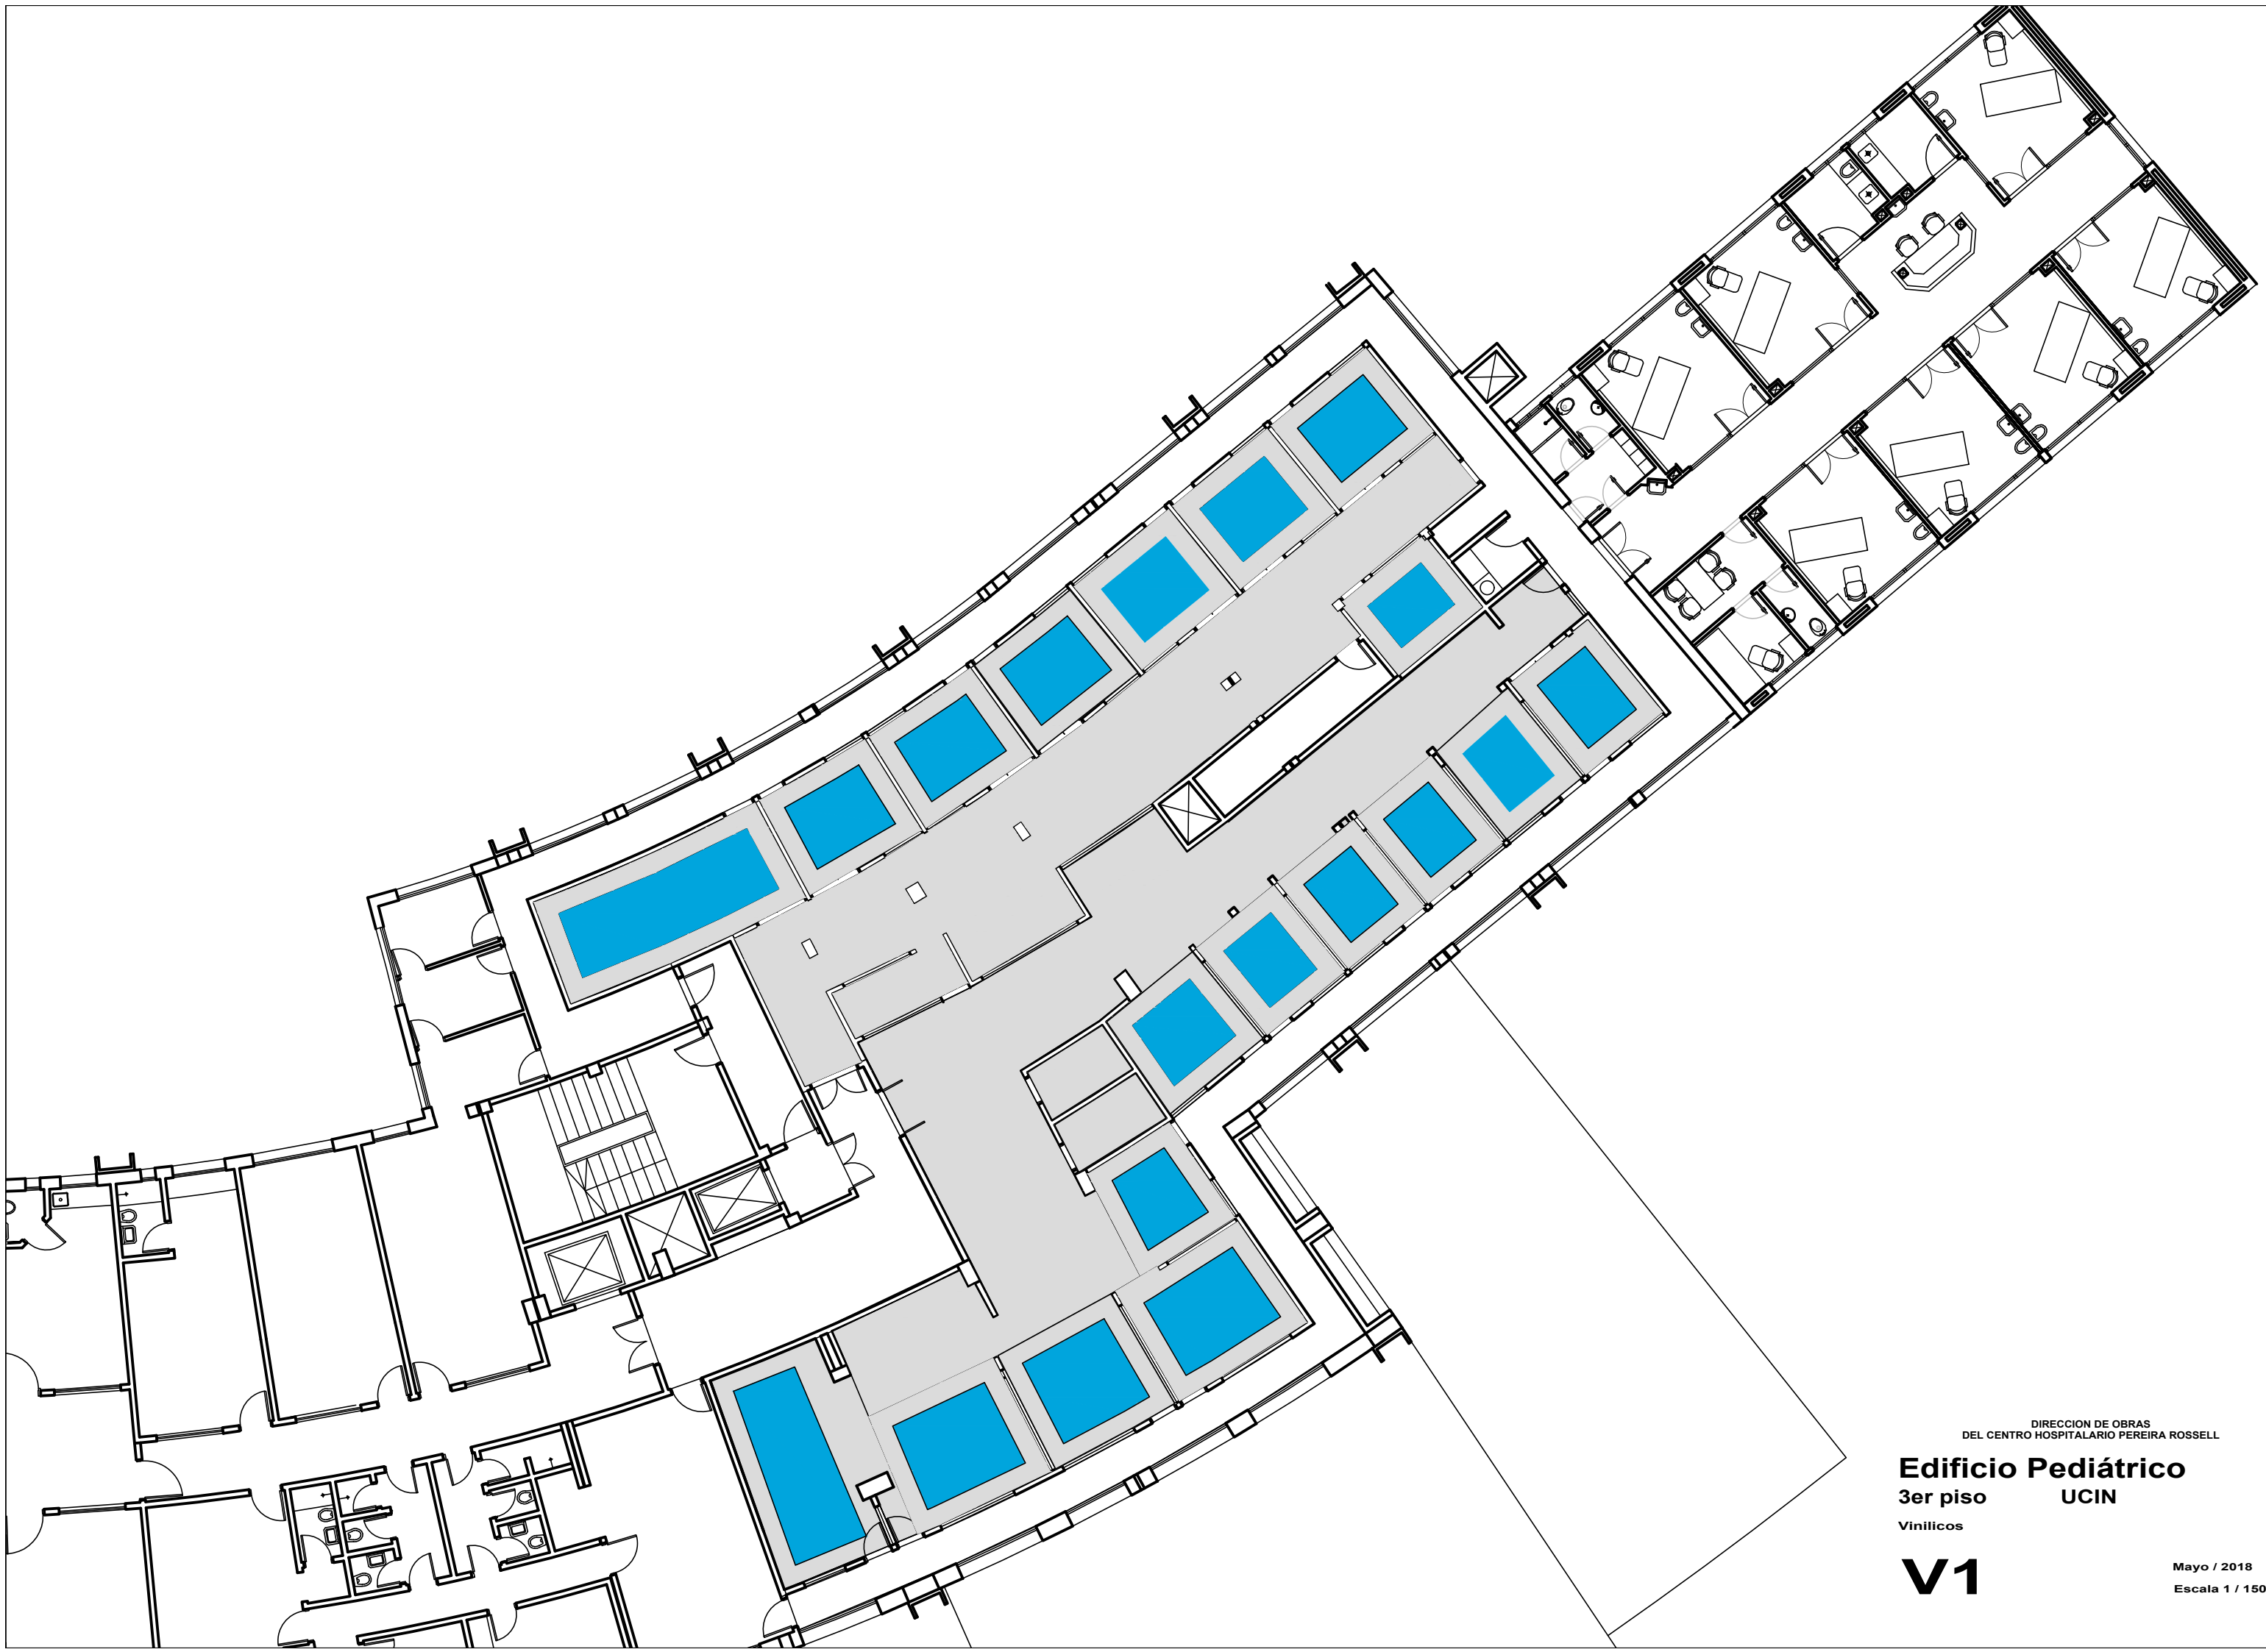 DIRECCION DE OBRAS
DEL CENTRO HOSPITALARIO PEREIRA ROSSELL
Edificio Pediátrico
3er piso UCIN
Vinilicos
V1
Mayo / 2018
Escala 1 / 150